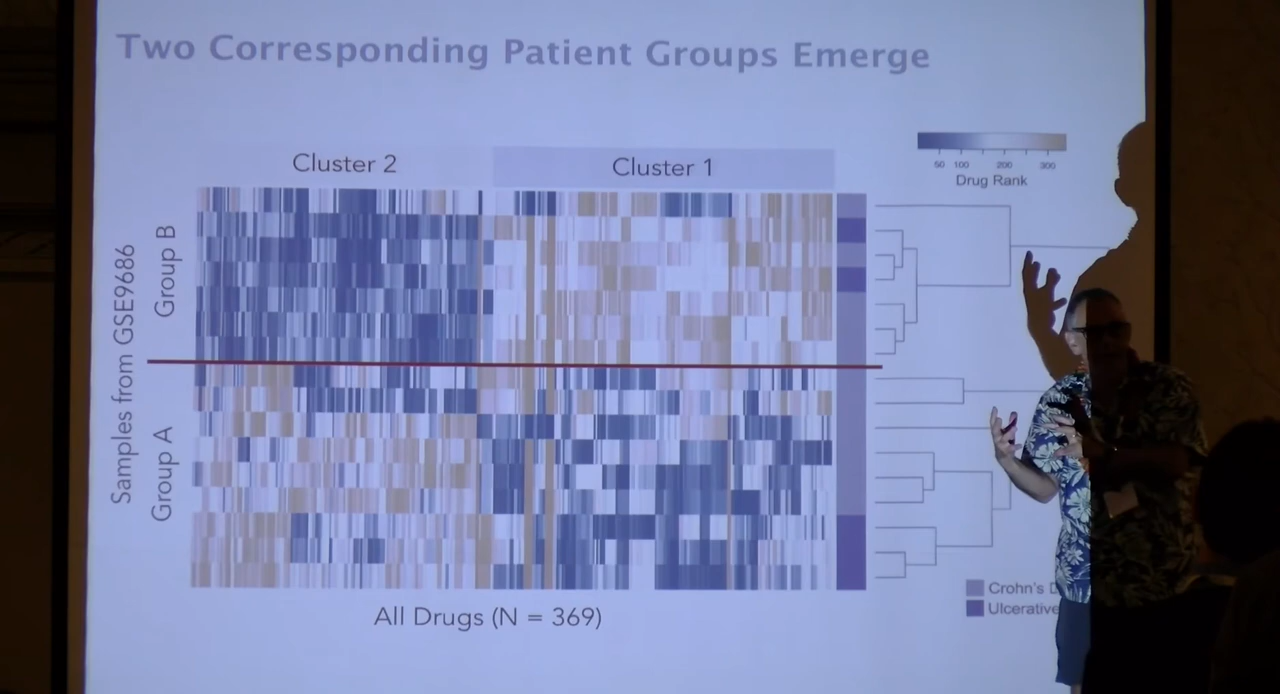 Two Corresponding Patient Groups Emerge
50 100 200 300
Drug Rank
Cluster 2
Cluster 1
Samples from GSE9686
Group B
Group A
All Drugs (N = 369)
Crohn's
Ulcerative